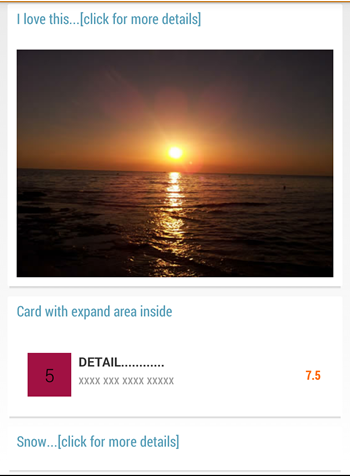 I love this...[click for more details]
Card with expand area inside
5
DETAIL............
xxxx xxx xxxx xxxxx
7.5
Snow...[click for more details]